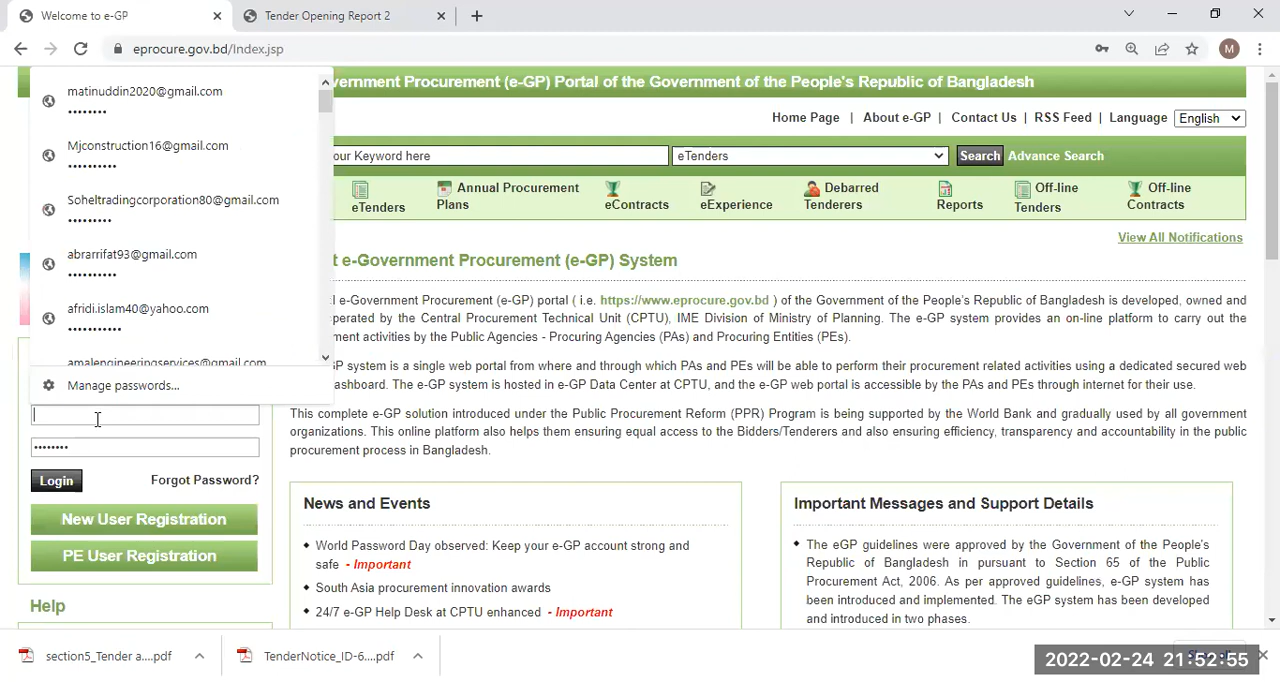 Welcome to e-GP
Tender Opening Report 2
eprocure.gov.bd/Index.jsp
M
matinuddin2020@gmail.com
••••••••
Mjconstruction16@gmail.com
••••••••••
Soheltradingcorporation80@gmail.com
•••••••••
abrarrifat93@gmail.com
••••••••••
afridi.islam40@yahoo.com
•••••••••••
amalengineeringservices@gmail.com
Manage passwords...
vernment Procurement (e-GP) Portal of the Government of the People's Republic of Bangladesh
Home Page | About e-GP | Contact Us | RSS Feed | Language English
our Keyword here
eTenders
Search
Advance Search
eTenders
Annual Procurement
Plans
eContracts
eExperience
Debarred
Tenderers
Reports
Off-line
Tenders
Off-line
Contracts
View All Notifications
t e-Government Procurement (e-GP) System
l e-Government Procurement (e-GP) portal ( i.e. https://www.eprocure.gov.bd ) of the Government of the People's Republic of Bangladesh is developed, owned and
perated by the Central Procurement Technical Unit (CPTU), IME Division of Ministry of Planning. The e-GP system provides an on-line platform to carry out the
ment activities by the Public Agencies - Procuring Agencies (PAs) and Procuring Entities (PEs).
P system is a single web portal from where and through which PAs and PEs will be able to perform their procurement related activities using a dedicated secured web
dashboard. The e-GP system is hosted in e-GP Data Center at CPTU, and the e-GP web portal is accessible by the PAs and PEs through internet for their use.
This complete e-GP solution introduced under the Public Procurement Reform (PPR) Program is being supported by the World Bank and gradually used by all government
organizations. This online platform also helps them ensuring equal access to the Bidders/Tenderers and also ensuring efficiency, transparency and accountability in the public
procurement process in Bangladesh.
••••••••
Login
Forgot Password?
New User Registration
PE User Registration
Help
News and Events
World Password Day observed: Keep your e-GP account strong and
safe - Important
South Asia procurement innovation awards
24/7 e-GP Help Desk at CPTU enhanced - Important
Important Messages and Support Details
The eGP guidelines were approved by the Government of the People's
Republic of Bangladesh in pursuant to Section 65 of the Public
Procurement Act, 2006. As per approved guidelines, e-GP system has
been introduced and implemented. The eGP system has been developed
and introduced in two phases.
section5_Tender a....pdf
TenderNotice_ID-6....pdf
2022-02-24 21:52:55